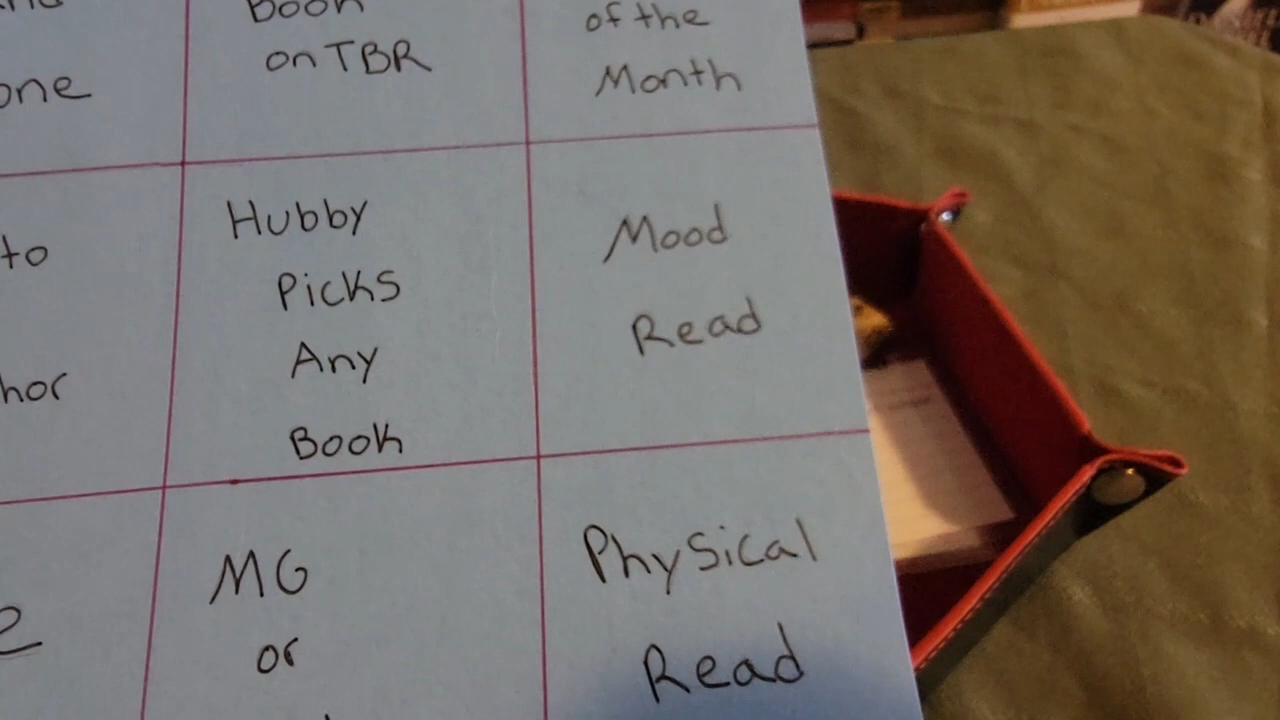 Book
on TBR
of the
Month
one
Hubby
Picks
Any
Book
Mood
Read
to
hor
MG
or
Physical
Read